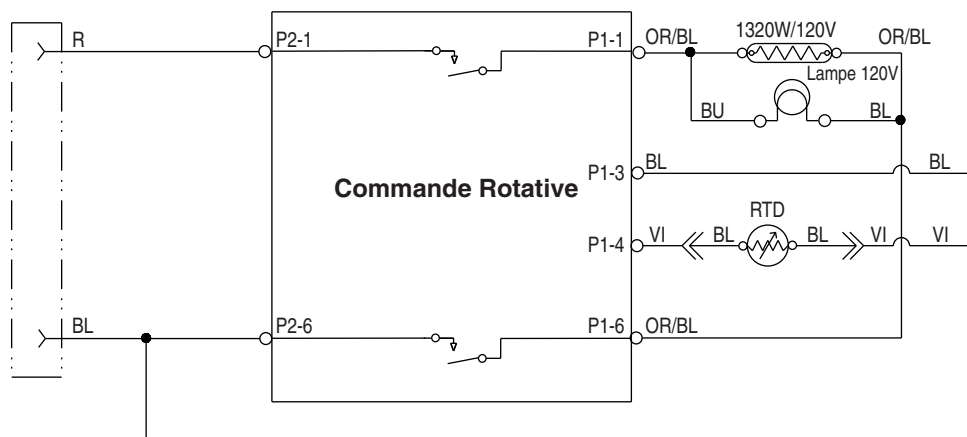 R
P2-1
P1-1
OR/BL
1320W/120V
OR/BL
Lampe 120V
BU
BL
P1-3
BL
BL
Commande Rotative
RTD
P1-4
VI
BL
BL
VI
VI
BL
P2-6
P1-6
OR/BL